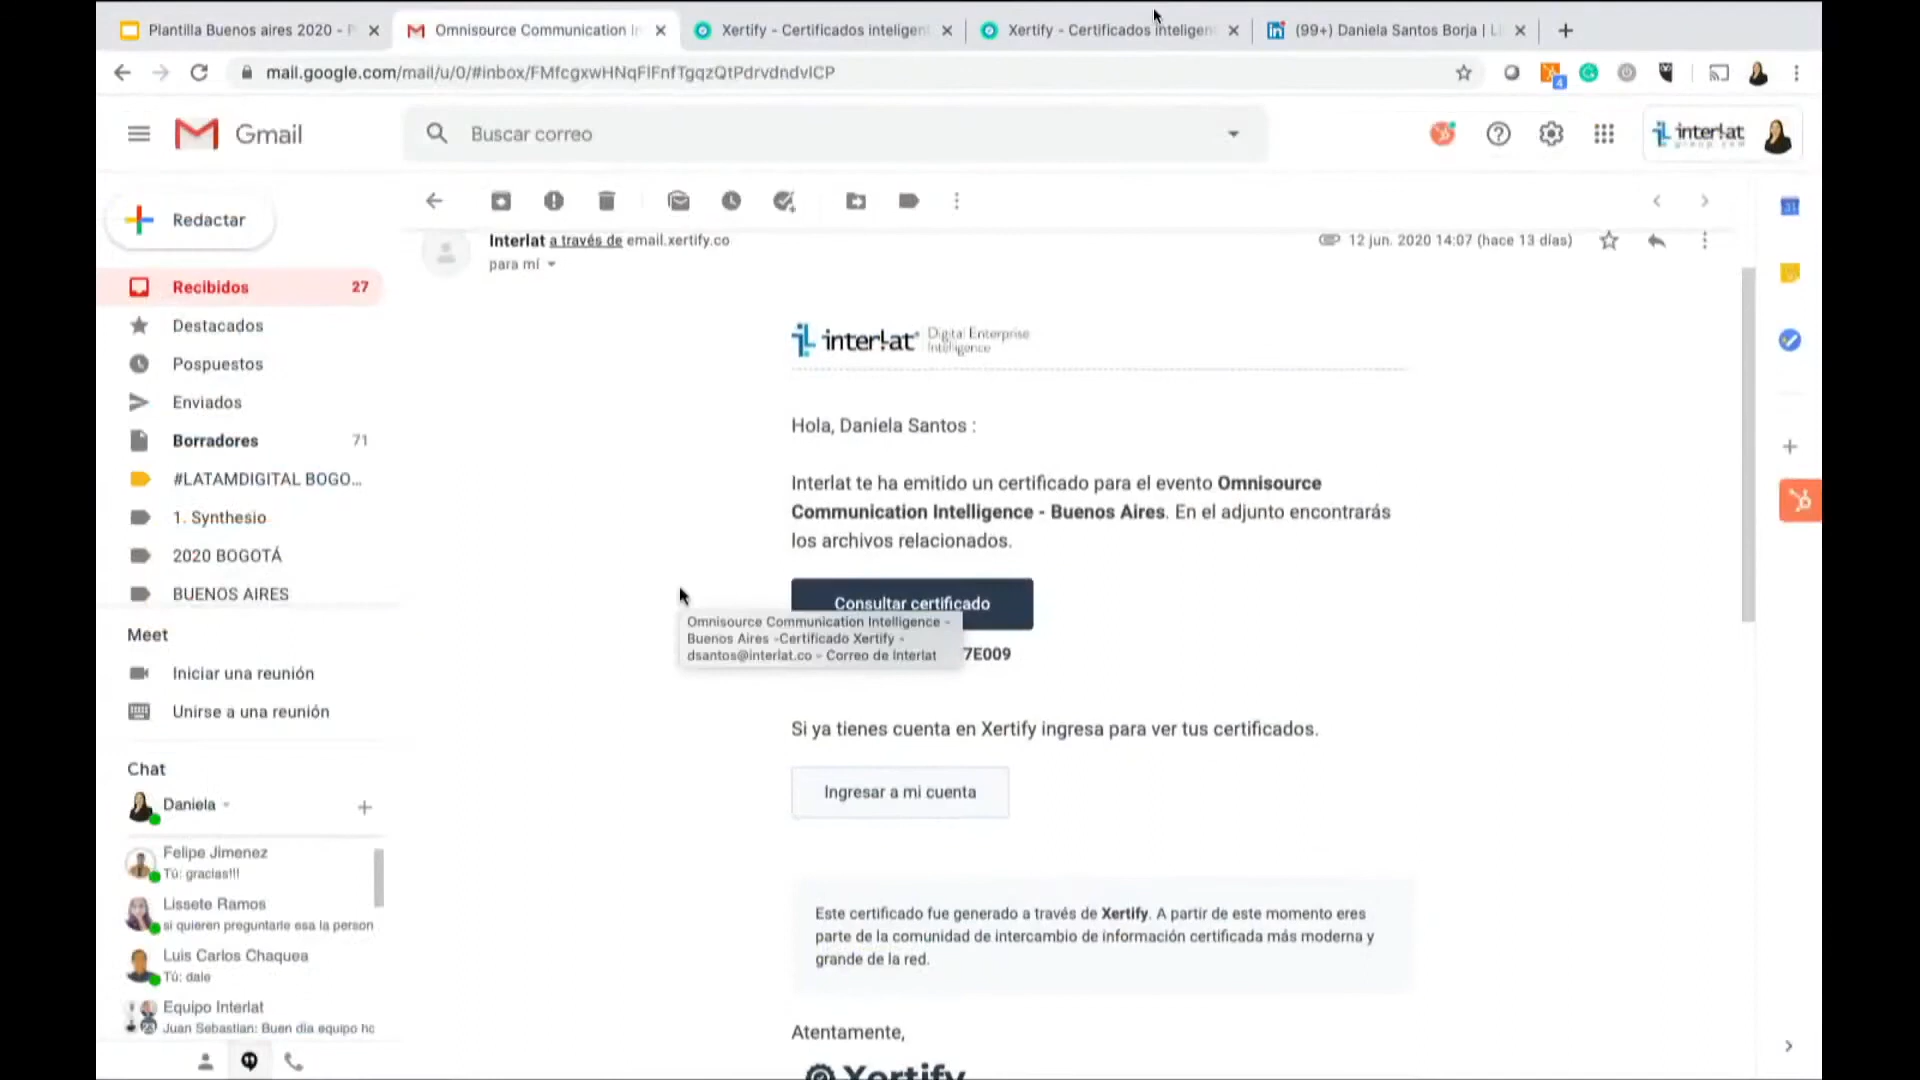 Plantilla Buenos aires 2020 -
Omnisource Communication In
Xertify - Certificados inteligen
Xertify - Certificados inteligen
(99+) Daniela Santos Borja | L
mail.google.com/mail/u/0/#inbox/FMfcgxwHNqFlFnfTgqzQtPdrvdndvlCP
4
Gmail
Buscar correo
interlat
group.com
Redactar
Interlat a través de email.xertify.co
12 jun. 2020 14:07 (hace 13 días)
para mí
31
Recibidos 27
Destacados
Pospuestos
Enviados
Borradores 71
#LATAMDIGITAL BOGO...
1. Synthesio
2020 BOGOTÁ
BUENOS AIRES
Meet
Iniciar una reunión
Unirse a una reunión
Chat
Daniela
Felipe Jimenez
Tú: gracias!!!
Lissete Ramos
si quieren preguntarle esa la person
Luis Carlos Chaquea
Tú: dale
Equipo Interlat
Juan Sebastian: Buen dia equipo hc
interlat Digital Enterprise
Intelligence
Hola, Daniela Santos :
Interlat te ha emitido un certificado para el evento Omnisource
Communication Intelligence - Buenos Aires. En el adjunto encontrarás
los archivos relacionados.
Consultar certificado
Omnisource Communication Intelligence -
Buenos Aires -Certificado Xertify -
dsantos@interlat.co - Correo de Interlat
7E009
Si ya tienes cuenta en Xertify ingresa para ver tus certificados.
Ingresar a mi cuenta
Este certificado fue generado a través de Xertify. A partir de este momento eres
parte de la comunidad de intercambio de información certificada más moderna y
grande de la red.
Atentamente,
Xertify